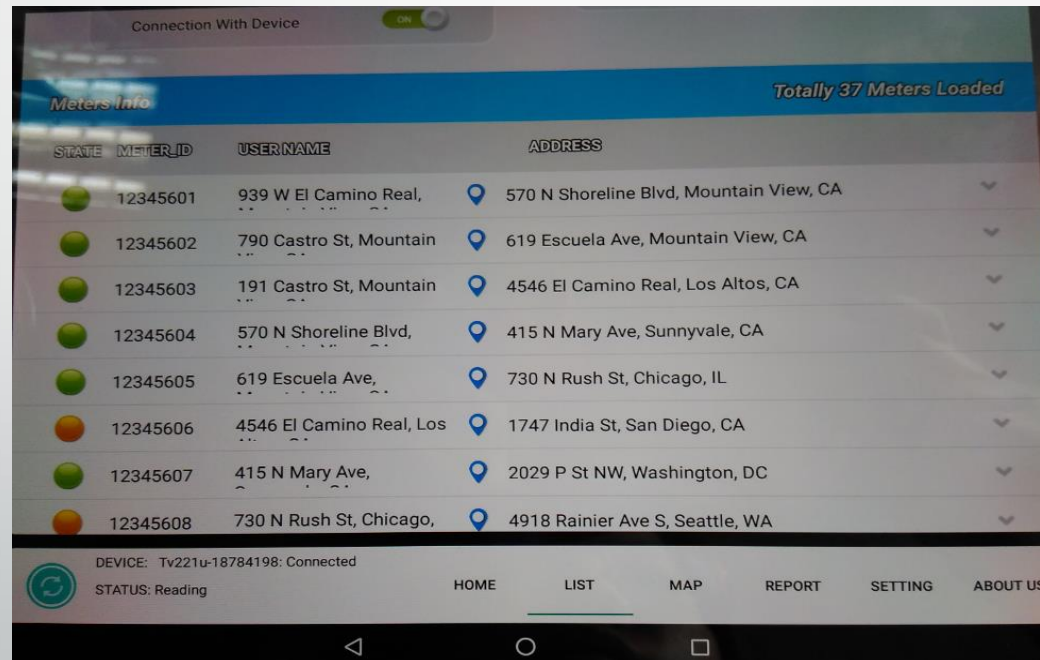 Connection With Device
ON
Meters Info
Totally 37 Meters Loaded
STATE METER_ID USER NAME ADDRESS
12345601 939 W El Camino Real, 570 N Shoreline Blvd, Mountain View, CA
12345602 790 Castro St, Mountain 619 Escuela Ave, Mountain View, CA
12345603 191 Castro St, Mountain 4546 El Camino Real, Los Altos, CA
12345604 570 N Shoreline Blvd, 415 N Mary Ave, Sunnyvale, CA
12345605 619 Escuela Ave, 730 N Rush St, Chicago, IL
12345606 4546 El Camino Real, Los 1747 India St, San Diego, CA
12345607 415 N Mary Ave, 2029 P St NW, Washington, DC
12345608 730 N Rush St, Chicago, 4918 Rainier Ave S, Seattle, WA
DEVICE: Tv221u-18784198: Connected
STATUS: Reading
HOME LIST MAP REPORT SETTING ABOUT US